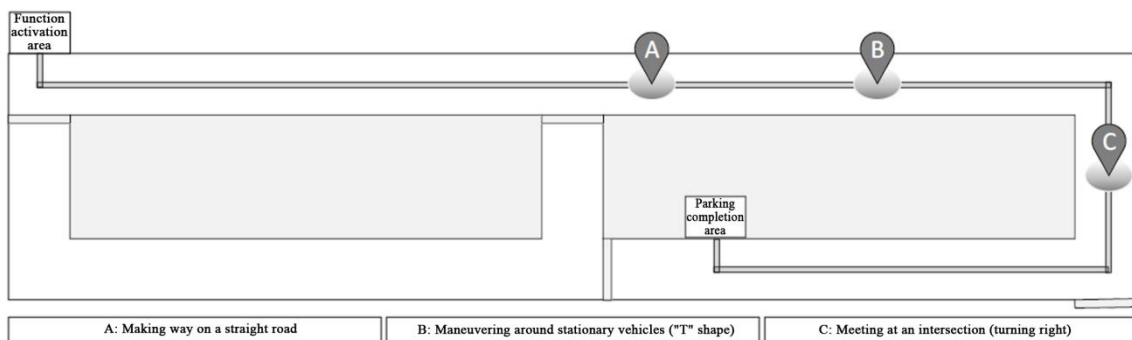 Function
activation
area
A
B
C
Parking
completion
area
A: Making way on a straight road
B: Maneuvering around stationary vehicles ("T" shape)
C: Meeting at an intersection (turning right)